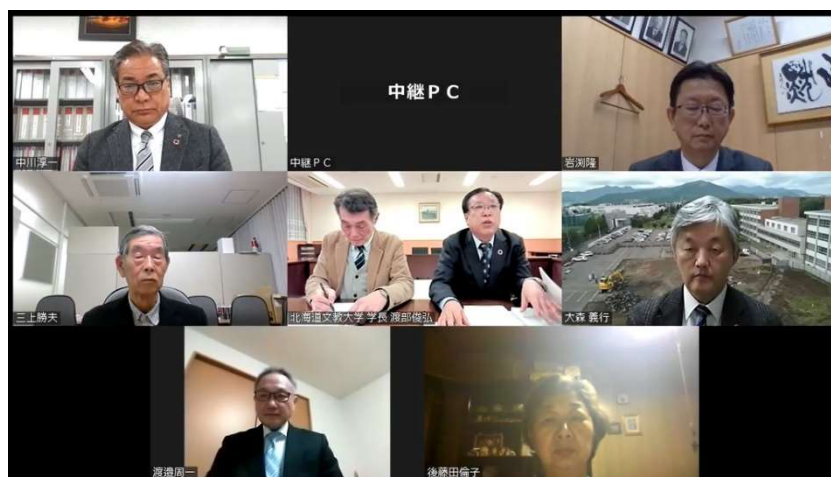 中継ＰＣ
中川淳一
中継ＰＣ
岩渕隆
三上勝夫
北海道文教大学 学長 渡部俊弘
大森 義行
渡邉周一
後藤田倫子